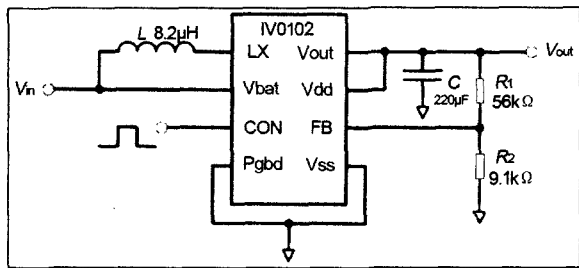 IV0102
L 8.2μH
LX
Vout
Vin
Vbat
Vdd
CON
FB
Pgbd
Vss
C
220μF
R1
56kΩ
R2
9.1kΩ
Vout